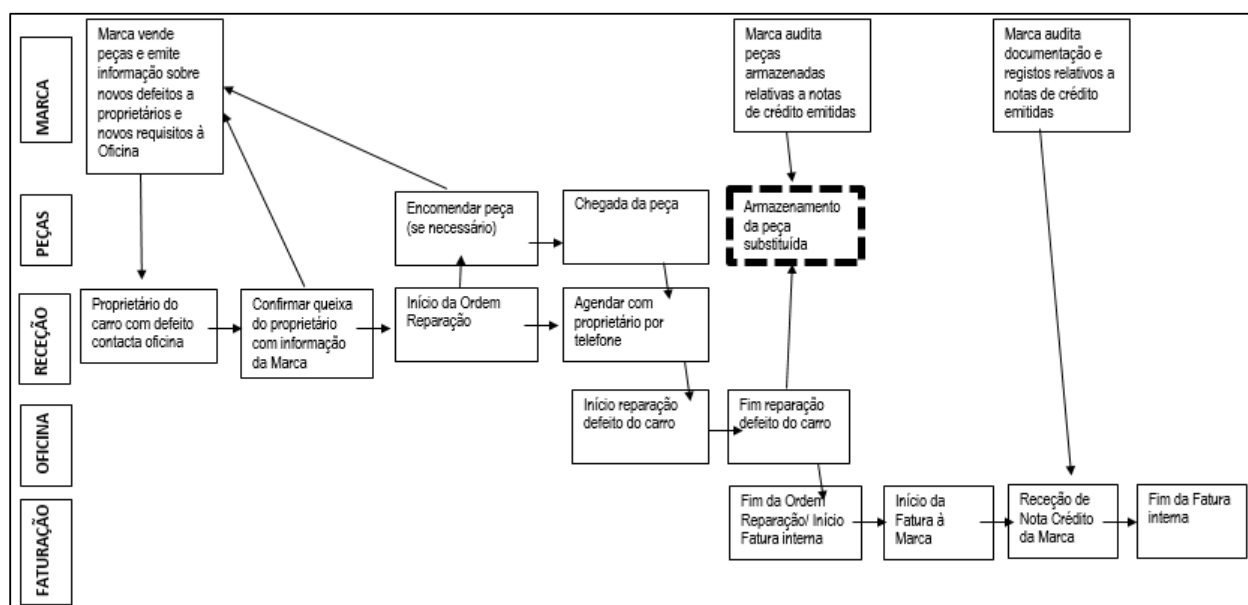 MARCA
Marca vende
peças e emite
informação sobre
novos defeitos a
proprietários e
novos requisitos à
Oficina
Marca audita
peças
armazenadas
relativas a notas
de crédito emitidas
Marca audita
documentação e
registos relativos a
notas de crédito
emitidas
PEÇAS
Encomendar peça
(se necessário)
Chegada da peça
Armazenamento
da peça
substituída
RECEÇÃO
Proprietário do
carro com defeito
contacta oficina
Confirmar queixa
do proprietário
com informação
da Marca
Início da Ordem
Reparação
Agendar com
proprietário por
telefone
OFICINA
Início reparação
defeito do carro
Fim reparação
defeito do carro
FATURAÇÃO
Fim da Ordem
Reparação/ Início
Fatura interna
Início da
Fatura à
Marca
Receção de
Nota Crédito
da Marca
Fim da Fatura
interna